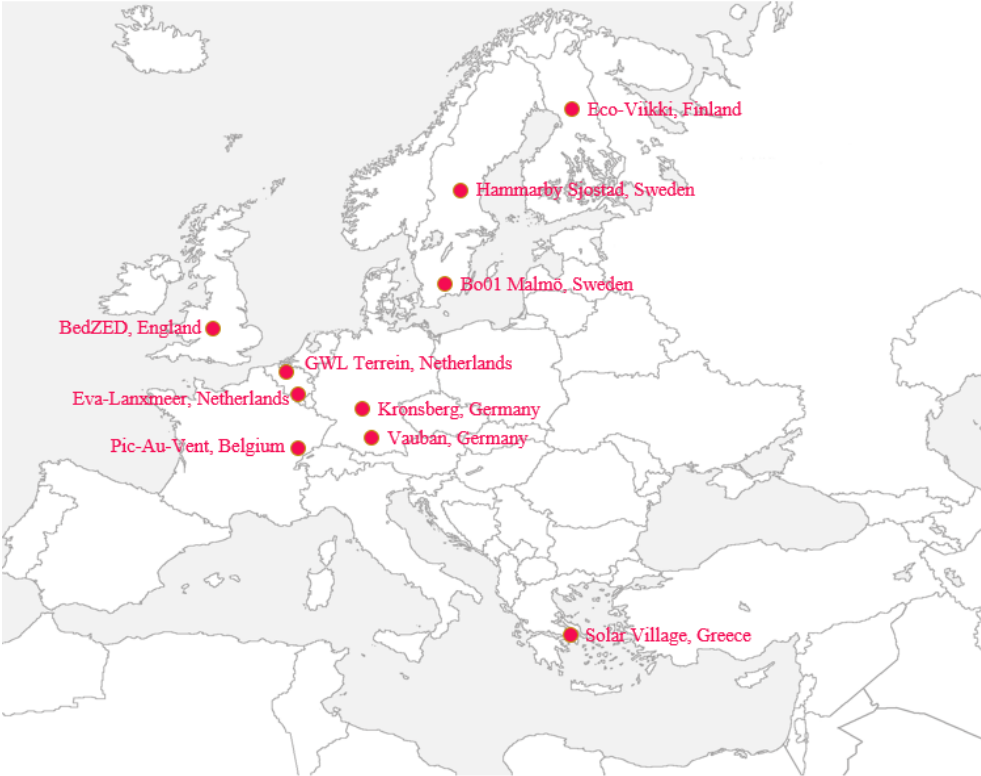 Eco-Viikki, Finland
Hammarby Sjostad, Sweden
Bo01 Malmö, Sweden
BedZED, England
GWL Terrein, Netherlands
Eva-Lanxmeer, Netherlands
Kronsberg, Germany
Vauban, Germany
Pic-Au-Vent, Belgium
Solar Village, Greece